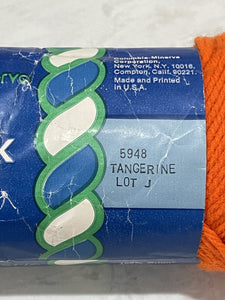 Columbia-Minerva
Corporation,
New York, N.Y. 10016,
Compton, Calif. 90221.
Made and Printed in
U.S.A.
5948
TANGERINE
LOT J